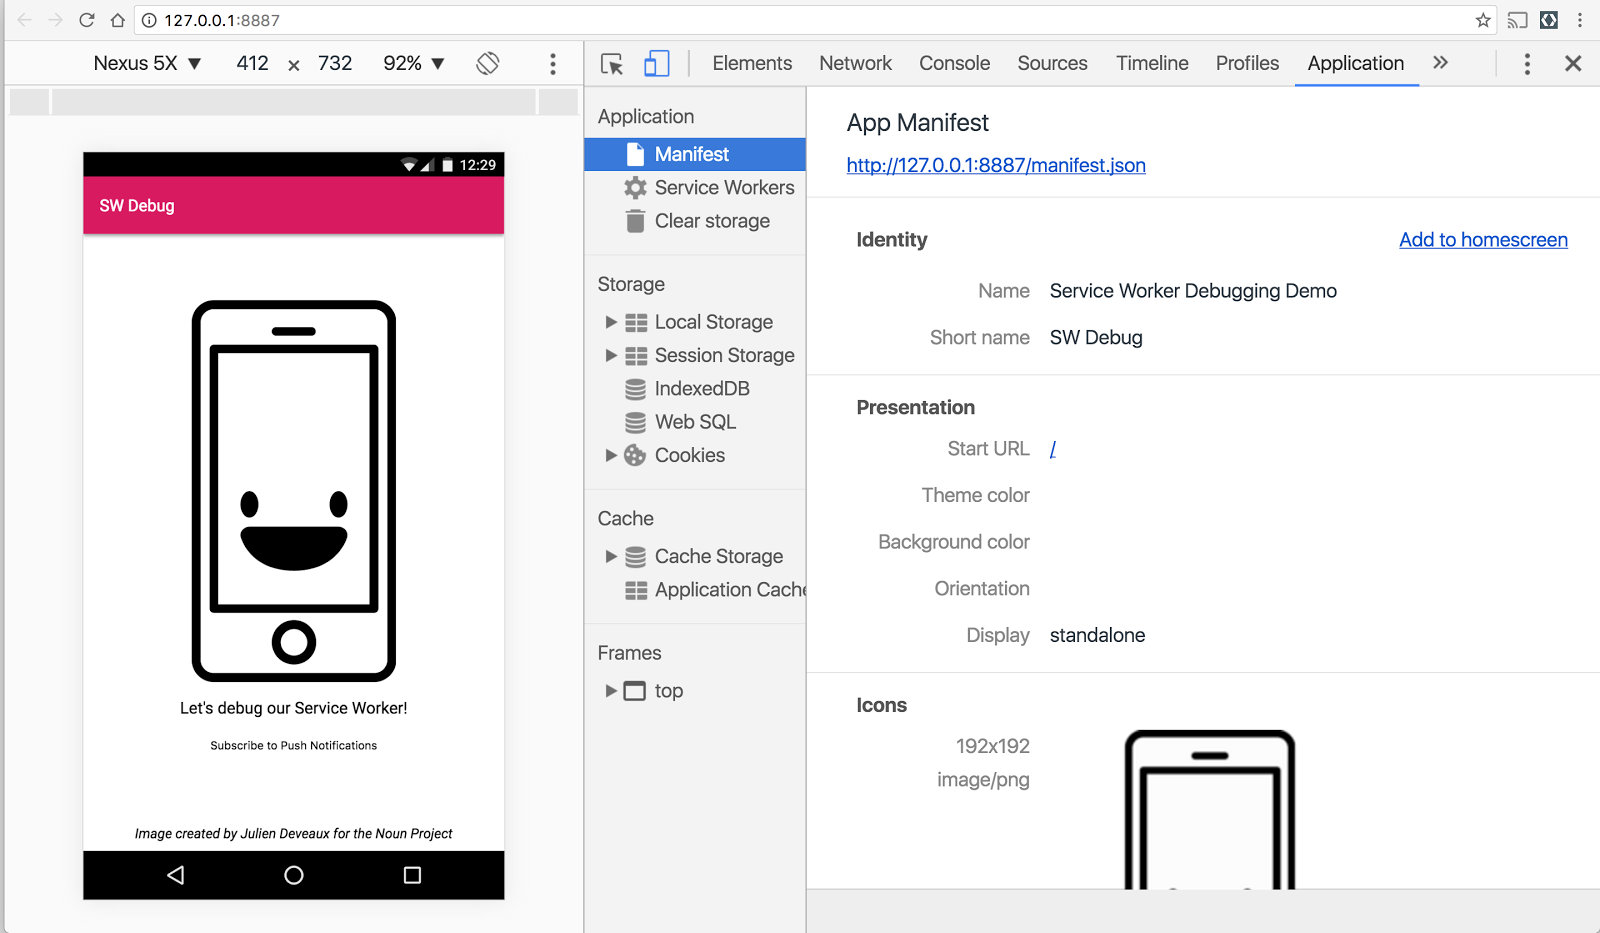 127.0.0.1:8887
Nexus 5X ▼ 412 × 732 92% ▼
Elements Network Console Sources Timeline Profiles Application »
12:29
SW Debug
Let's debug our Service Worker!
Subscribe to Push Notifications
Image created by Julien Deveaux for the Noun Project
Application
Manifest
Service Workers
Clear storage
Storage
Local Storage
Session Storage
IndexedDB
Web SQL
Cookies
Cache
Cache Storage
Application Cache
Frames
top
App Manifest
http://127.0.0.1:8887/manifest.json
Identity Add to homescreen
Name Service Worker Debugging Demo
Short name SW Debug
Presentation
Start URL /
Theme color
Background color
Orientation
Display standalone
Icons
192x192
image/png